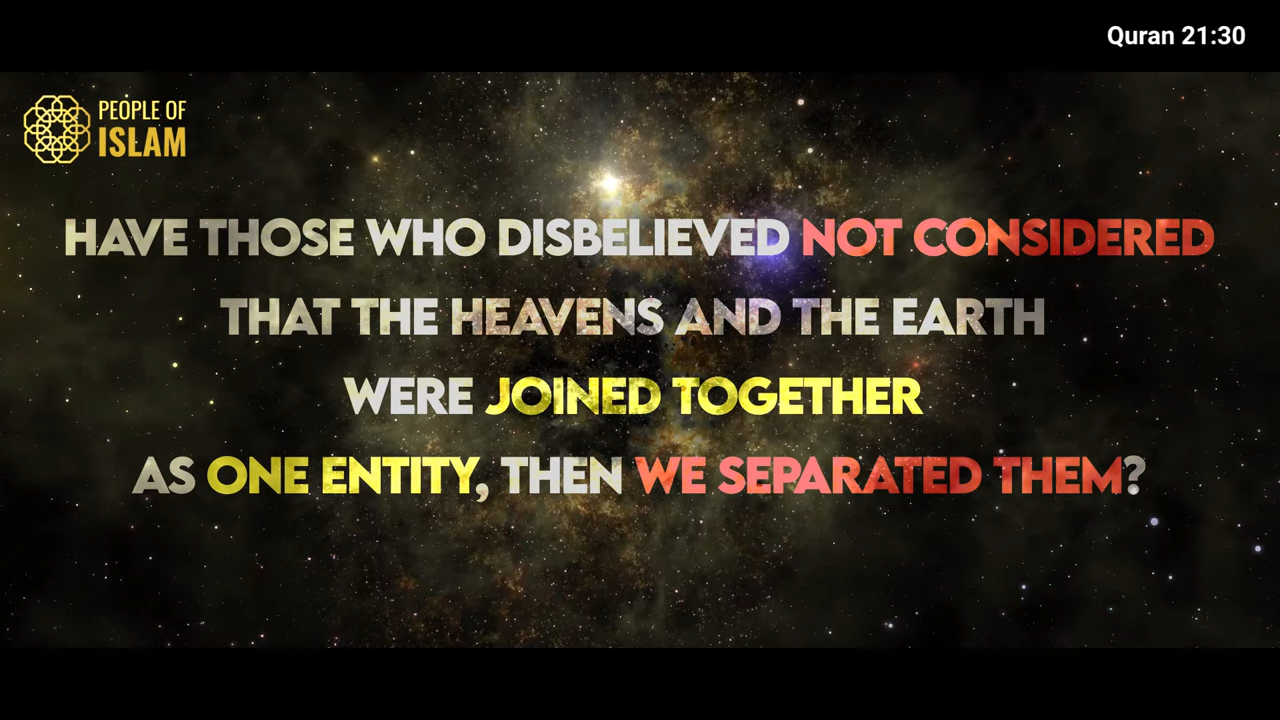 Quran 21:30
PEOPLE OF
ISLAM
HAVE THOSE WHO DISBELIEVED NOT CONSIDERED
THAT THE HEAVENS AND THE EARTH
WERE JOINED TOGETHER
AS ONE ENTITY, THEN WE SEPARATED THEM?